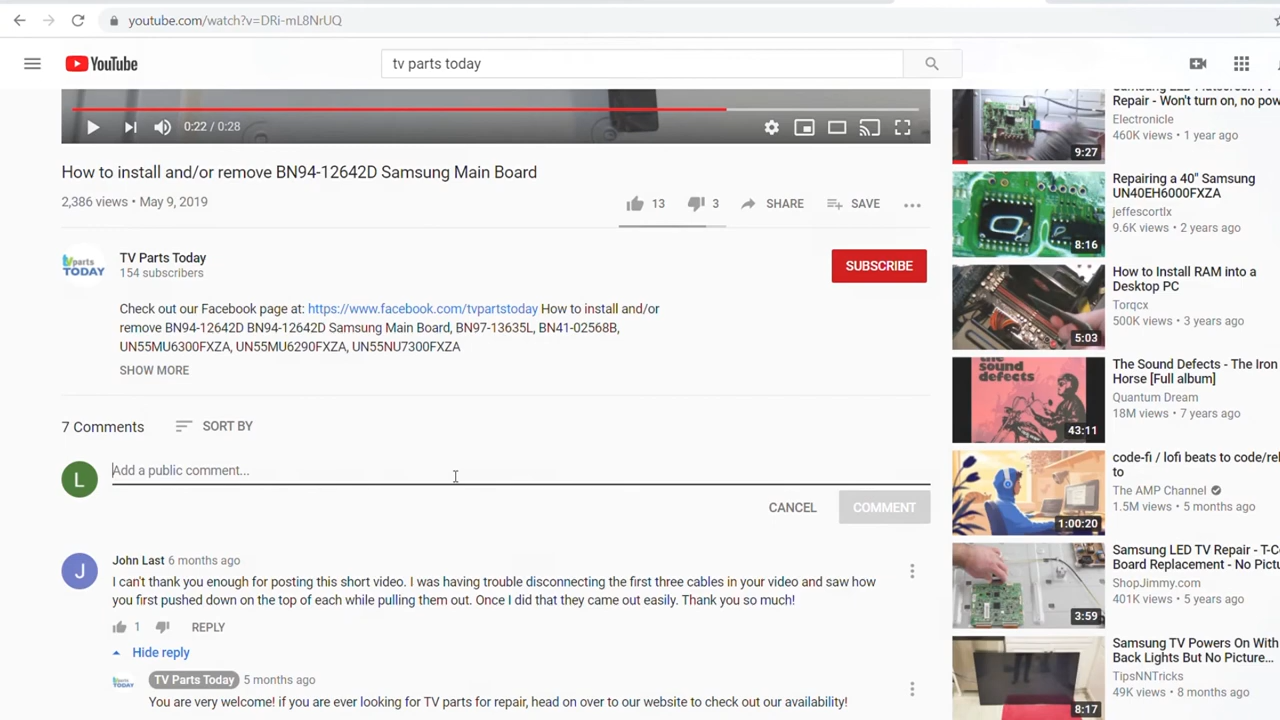 youtube.com/watch?v=DRi-mL8NrUQ
YouTube
tv parts today
0:22 / 0:28
How to install and/or remove BN94-12642D Samsung Main Board
2,386 views • May 9, 2019
13
3
SHARE
SAVE
TV parts TODAY
TV Parts Today
154 subscribers
SUBSCRIBE
Check out our Facebook page at: https://www.facebook.com/tvpartstoday How to install and/or
remove BN94-12642D BN94-12642D Samsung Main Board, BN97-13635L, BN41-02568B,
UN55MU6300FXZA, UN55MU6290FXZA, UN55MU7300FXZA
SHOW MORE
7 Comments
SORT BY
L
Add a public comment...
CANCEL
COMMENT
J
John Last 6 months ago
I can't thank you enough for posting this short video. I was having trouble disconnecting the first three cables in your video and saw how
you first pushed down on the top of each while pulling them out. Once I did that they came out easily. Thank you so much!
1
REPLY
Hide reply
TV Parts Today 5 months ago
You are very welcome! if you are ever looking for TV parts for repair, head on over to our website to check out our availability!
Samsung LED
Repair - Won't turn on, no
Electronicle
460K views • 1 year ago
9:27
Repairing a 40" Samsung
UN40EH6000FXZA
jeffescortlx
9.6K views • 2 years ago
8:16
How to Install RAM into a
Desktop PC
Torqcx
500K views • 3 years ago
5:03
the sound
defects
The Sound Defects - The Iron
Horse [Full album]
Quantum Dream
18M views • 7 years ago
43:11
code-fi / lofi beats to code/rel
to
The AMP Channel
1.5M views • 5 months ago
1:00:20
Samsung LED TV Repair - T-C
Board Replacement - No Pictu
ShopJimmy.com
401K views • 5 years ago
3:59
Samsung TV Powers On With
Back Lights But No Picture...
TipsNNTricks
49K views • 8 months ago
8:17